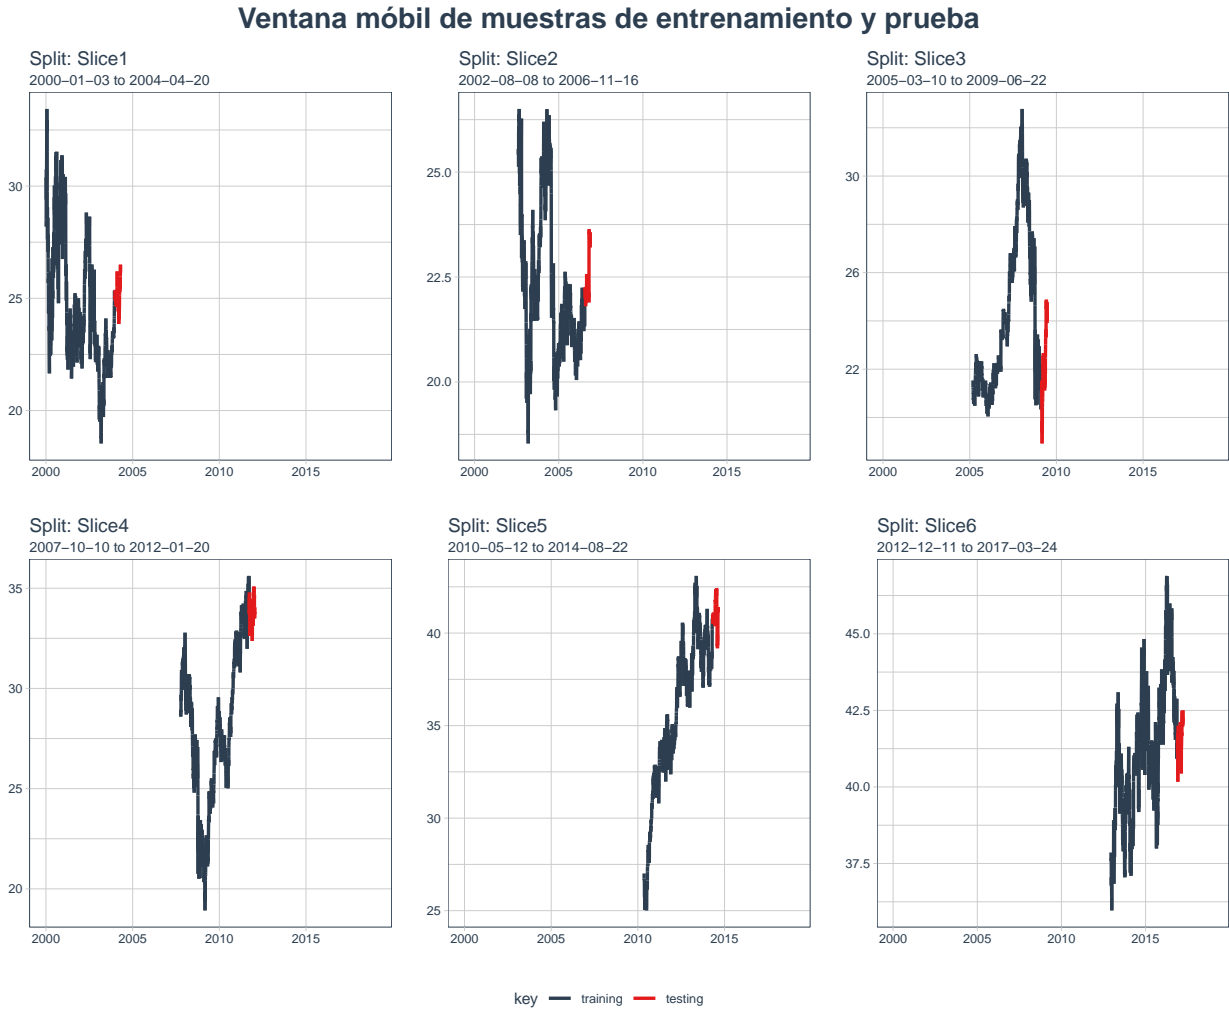 Ventana móbil de muestras de entrenamiento y prueba
Split: Slice1
2000−01−03 to 2004−04−20
30
25
20
2000 2005 2010 2015
Split: Slice2
2002−08−08 to 2006−11−16
25.0
22.5
20.0
2000 2005 2010 2015
Split: Slice3
2005−03−10 to 2009−06−22
30
26
22
2000 2005 2010 2015
Split: Slice4
2007−10−10 to 2012−01−20
35
30
25
20
2000 2005 2010 2015
Split: Slice5
2010−05−12 to 2014−08−22
40
35
30
25
2000 2005 2010 2015
Split: Slice6
2012−12−11 to 2017−03−24
45.0
42.5
40.0
37.5
2000 2005 2010 2015
key training testing